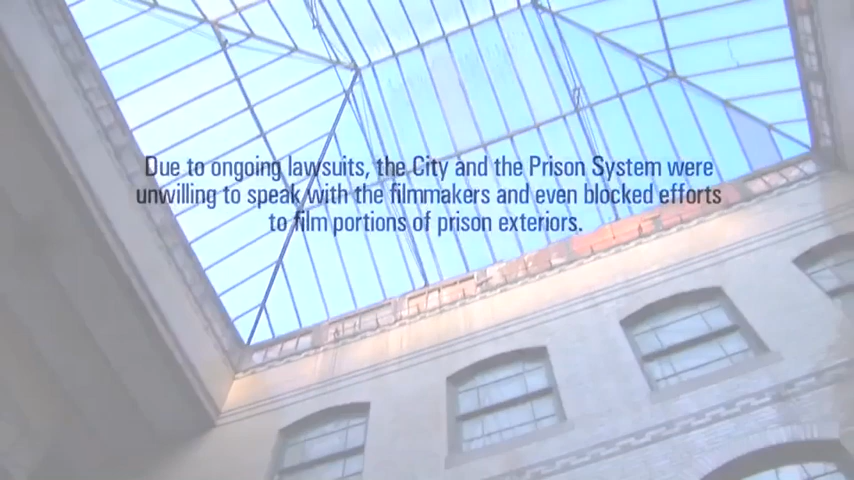 Due to ongoing lawsuits, the City and the Prison System were
unwilling to speak with the filmmakers and even blocked efforts
to film portions of prison exteriors.